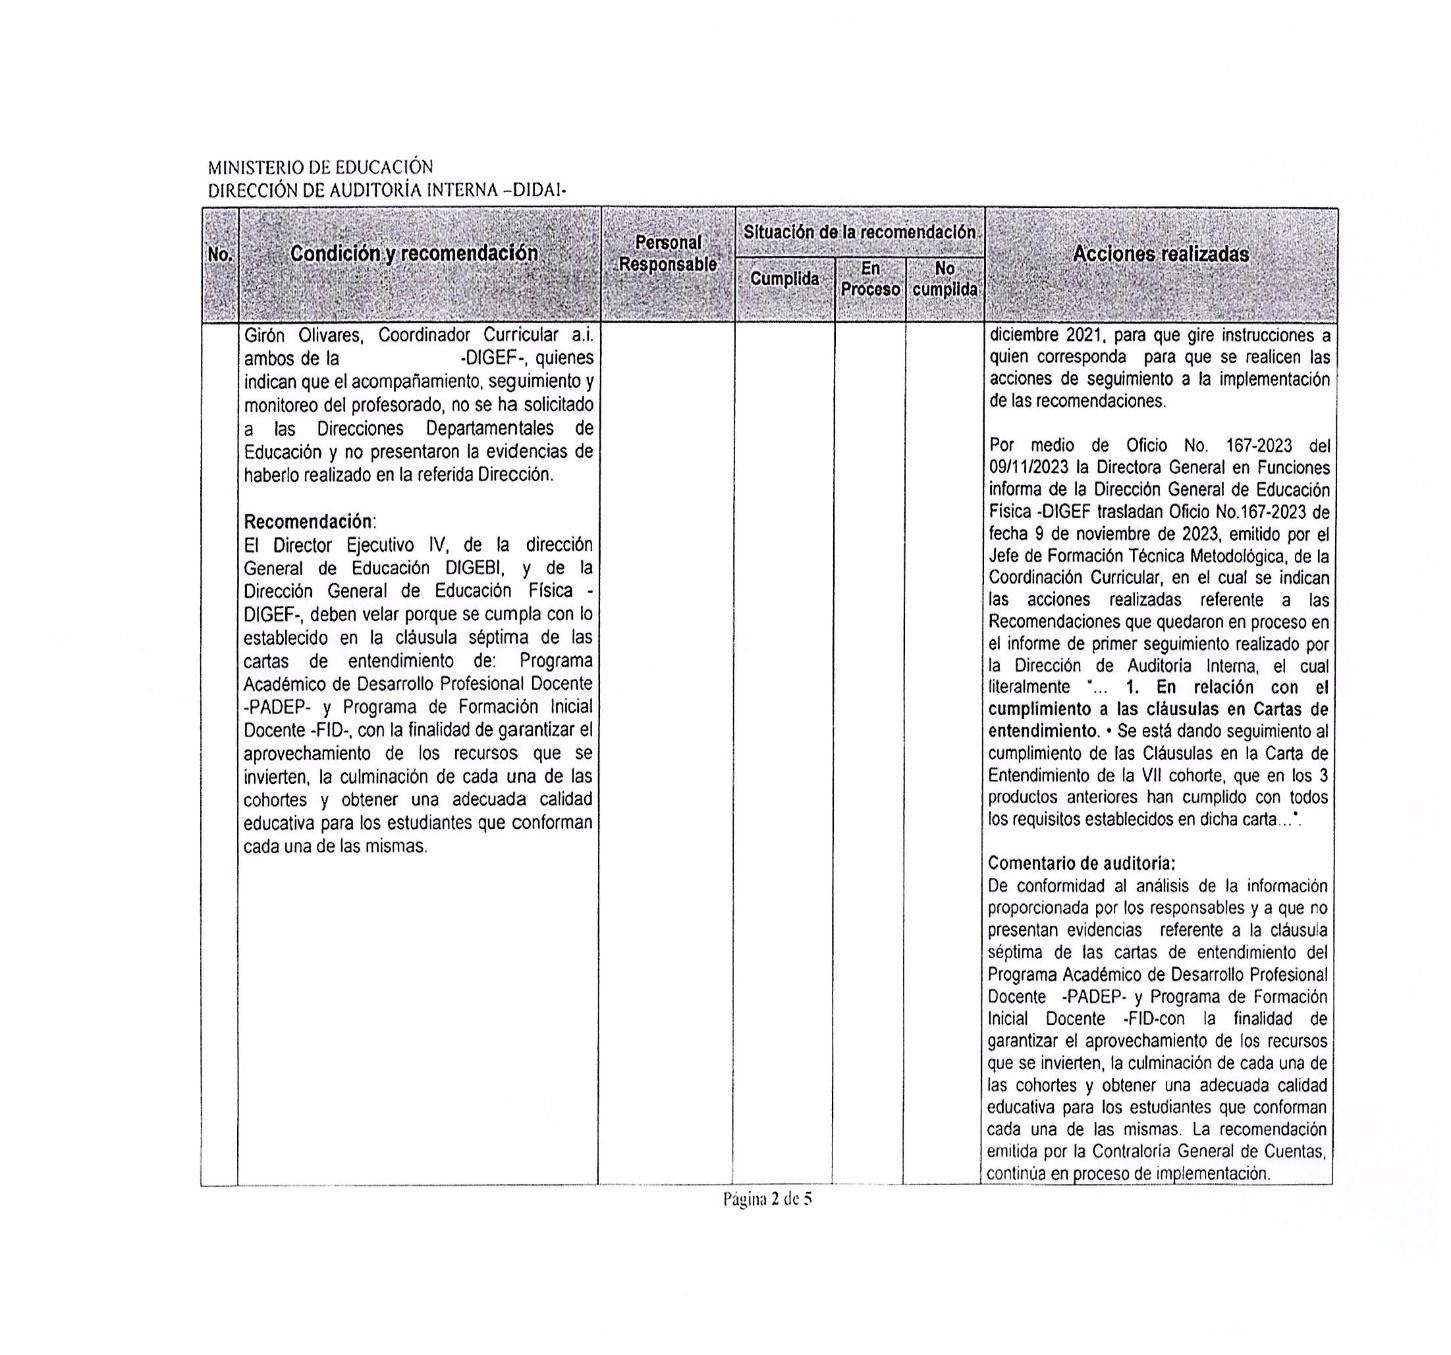 MINISTERIO DE EDUCACIÓN
DIRECCIÓN DE AUDITORÍA INTERNA –DIDAI-
No.
Condición y recomendación
Personal
Responsable
Situación de la recomendación
Cumplida
En
Proceso
No
cumplida
Acciones realizadas
Girón Olivares, Coordinador Curricular a.i.
ambos de la -DIGEF-, quienes
indican que el acompañamiento, seguimiento y
monitoreo del profesorado, no se ha solicitado
a las Direcciones Departamentales de
Educación y no presentaron la evidencias de
haberlo realizado en la referida Dirección.
Recomendación:
El Director Ejecutivo IV, de la dirección
General de Educación DIGEBI, y de la
Dirección General de Educación Física -
DIGEF-, deben velar porque se cumpla con lo
establecido en la cláusula séptima de las
cartas de entendimiento de: Programa
Académico de Desarrollo Profesional Docente
-PADEP- y Programa de Formación Inicial
Docente -FID-, con la finalidad de garantizar el
aprovechamiento de los recursos que se
invierten, la culminación de cada una de las
cohortes y obtener una adecuada calidad
educativa para los estudiantes que conforman
cada una de las mismas.
diciembre 2021, para que gire instrucciones a
quien corresponda para que se realicen las
acciones de seguimiento a la implementación
de las recomendaciones.
Por medio de Oficio No. 167-2023 del
09/11/2023 la Directora General en Funciones
informa de la Dirección General de Educación
Fisica -DIGEF trasladan Oficio No.167-2023 de
fecha 9 de noviembre de 2023, emitido por el
Jefe de Formación Técnica Metodológica, de la
Coordinación Curricular, en el cual se indican
las acciones realizadas referente a las
Recomendaciones que quedaron en proceso en
el informe de primer seguimiento realizado por
la Dirección de Auditoría Interna, el cual
literalmente "... 1. En relación con el
cumplimiento a las cláusulas en Cartas de
entendimiento. • Se está dando seguimiento al
cumplimiento de las Cláusulas en la Carta de
Entendimiento de la VII cohorte, que en los 3
productos anteriores han cumplido con todos
los requisitos establecidos en dicha carta...".
Comentario de auditoría:
De conformidad al análisis de la información
proporcionada por los responsables y a que no
presentan evidencias referente a la cláusula
séptima de las cartas de entendimiento del
Programa Académico de Desarrollo Profesional
Docente -PADEP- y Programa de Formación
Inicial Docente -FID-con la finalidad de
garantizar el aprovechamiento de los recursos
que se invierten, la culminación de cada una de
las cohortes y obtener una adecuada calidad
educativa para los estudiantes que conforman
cada una de las mismas. La recomendación
emitida por la Contraloría General de Cuentas,
continúa en proceso de implementación.
Página 2 de 5